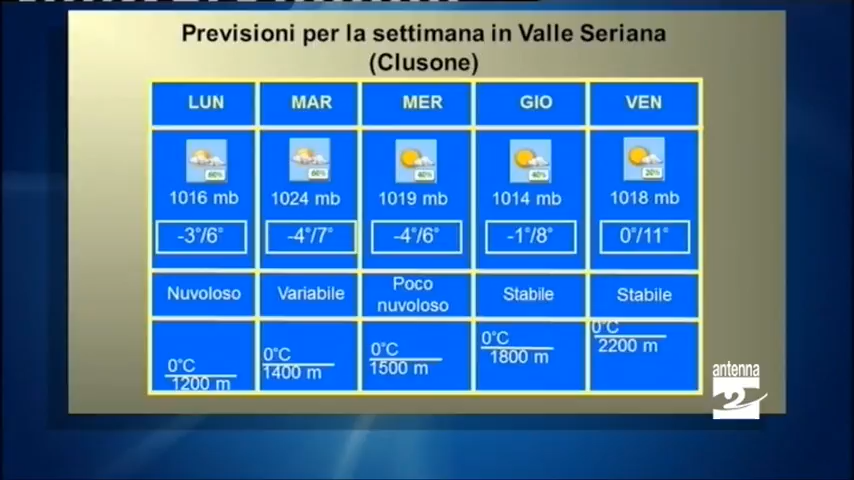 Previsioni per la settimana in Valle Seriana
(Clusone)
LUN MAR MER GIO VEN
60% 60% 40% 40% 20%
1016 mb 1024 mb 1019 mb 1014 mb 1018 mb
-3°/6° -4°/7° -4°/6° -1°/8° 0°/11°
Nuvoloso Variabile Poco nuvoloso Stabile Stabile
0°C 0°C 0°C 0°C 0°C
1200 m 1400 m 1500 m 1800 m 2200 m
antenna
2